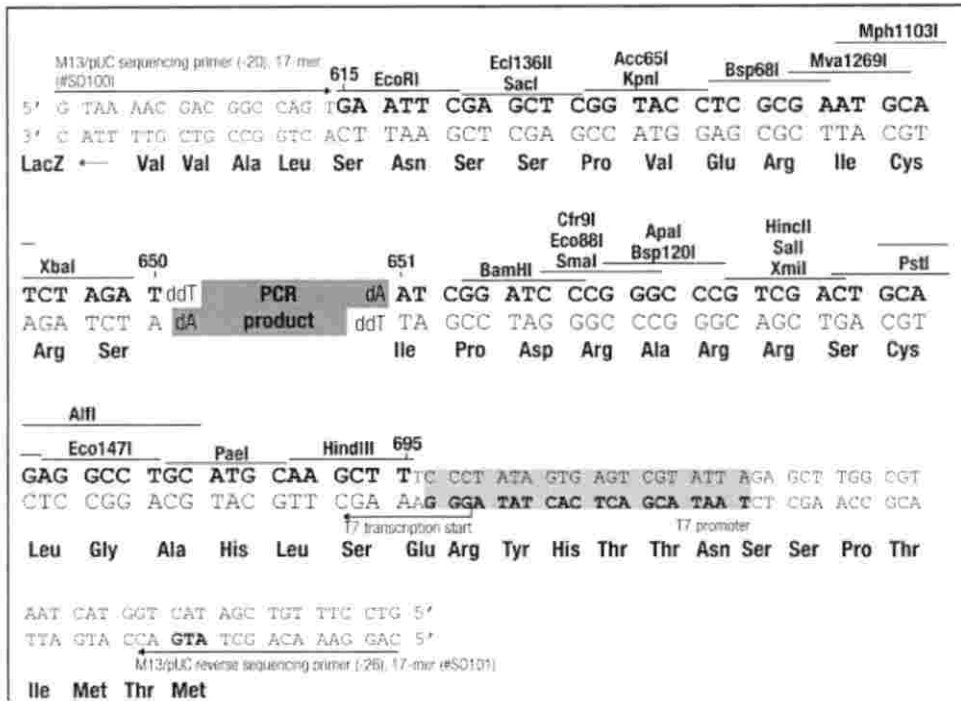 Mph1103I
M13/pUC sequencing primer (-20), 17-mer
(#SO100)
615
EcoRI
Ecl136II
SacI
Acc65I
KpnI
Bsp68I
Mva1269I
5' G TAA AAC GAC GGC CAG TGA ATT CGA GCT CGG TAC CTC GCG AAT GCA
3' C ATT TTG CTG CCG GTC ACT TAA GCT CGA GCC ATG GAG CGC TTA CGT
LacZ Val Val Ala Leu Ser Asn Ser Ser Pro Val Glu Arg Ile Cys
XbaI
650
651
BamHI
Cfr9I
Eco88I
SmaI
ApaI
Bsp120I
HincII
SalI
XmiI
PstI
TCT AGA T ddT PCR dA AT CGG ATC CCG GGC CCG TCG ACT GCA
AGA TCT A dA product ddT TA GCC TAG GGC CCG GGC AGC TGA CGT
Arg Ser Ile Pro Asp Arg Ala Arg Arg Ser Cys
AlfI
Eco147I
PaeI
HindIII
695
GAG GCC TGC ATG CAA GCT TTC CCT ATA GTG AGT CGT ATT AGA GCT TGG CGT
CTC CGG ACG TAC GTT CGA AAG GGA TAT CAC TCA GCA TAA TCT CGA ACC GCA
T7 transcription start
T7 promoter
Leu Gly Ala His Leu Ser Glu Arg Tyr His Thr Thr Asn Ser Ser Pro Thr
AAT CAT GGT CAT AGC TGT TTC CTG 5'
TTA GTA CCA GTA TCG ACA AAG GAC 5'
M13/pUC reverse sequencing primer (-26), 17-mer (#SO101)
Ile Met Thr Met